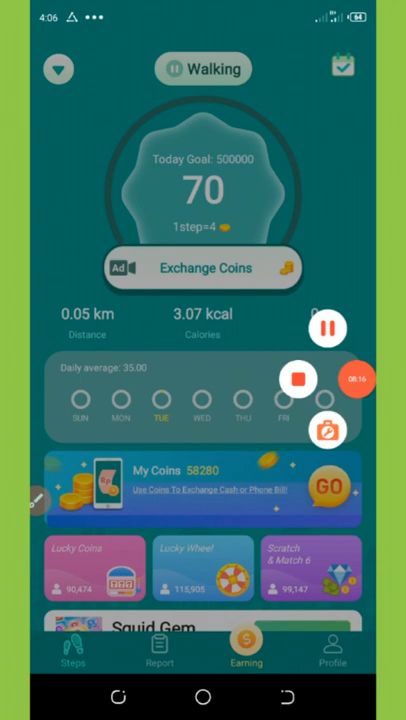 4:06
64
Walking
Today Goal: 500000
70
1step=4
Ad
Exchange Coins
0.05 km
3.07 kcal
Distance
Calories
Daily average: 35.00
08:16
SUN
MON
TUE
WED
THU
FRI
My Coins 58280
Use Coins To Exchange Cash or Phone Bill!
GO
Rp
Lucky Coins
Lucky Wheel
Scratch
& Match 6
90,474
115,905
99,147
777
Squid Gem
Steps
Report
Earning
Profile